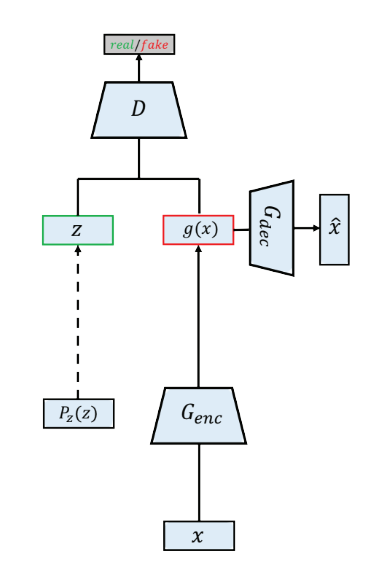 real/fake
D
z
g(x)
G_dec
x̂
P_z(z)
G_enc
x